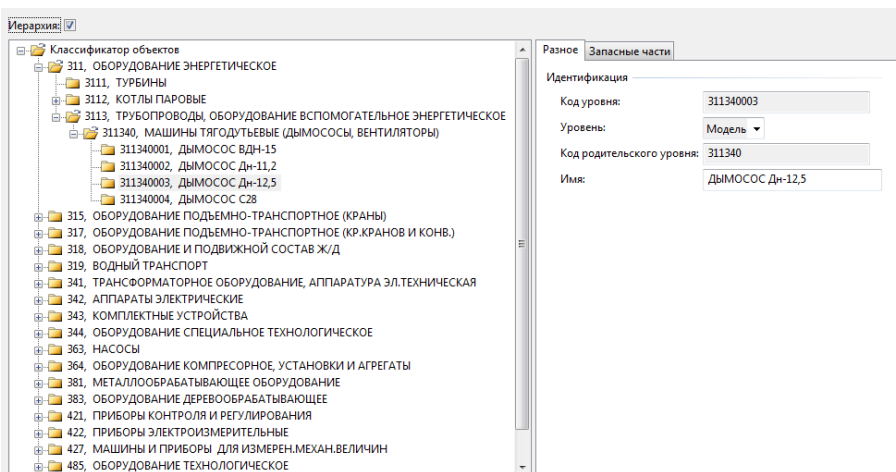 Иерархия:
Классификатор объектов
311, ОБОРУДОВАНИЕ ЭНЕРГЕТИЧЕСКОЕ
3111, ТУРБИНЫ
3112, КОТЛЫ ПАРОВЫЕ
3113, ТРУБОПРОВОДЫ, ОБОРУДОВАНИЕ ВСПОМОГАТЕЛЬНОЕ ЭНЕРГЕТИЧЕСКОЕ
311340, МАШИНЫ ТЯГОДУТЬЕВЫЕ (ДЫМОСОСЫ, ВЕНТИЛЯТОРЫ)
311340001, ДЫМОСОС ВДН-15
311340002, ДЫМОСОС Дн-11,2
311340003, ДЫМОСОС Дн-12,5
311340004, ДЫМОСОС С28
315, ОБОРУДОВАНИЕ ПОДЪЕМНО-ТРАНСПОРТНОЕ (КРАНЫ)
317, ОБОРУДОВАНИЕ ПОДЪЕМНО-ТРАНСПОРТНОЕ (КР.КРАНОВ И КОНВ.)
318, ОБОРУДОВАНИЕ И ПОДВИЖНОЙ СОСТАВ Ж/Д
319, ВОДНЫЙ ТРАНСПОРТ
341, ТРАНСФОРМАТОРНОЕ ОБОРУДОВАНИЕ, АППАРАТУРА ЭЛ.ТЕХНИЧЕСКАЯ
342, АППАРАТЫ ЭЛЕКТРИЧЕСКИЕ
343, КОМПЛЕКТНЫЕ УСТРОЙСТВА
344, ОБОРУДОВАНИЕ СПЕЦИАЛЬНОЕ ТЕХНОЛОГИЧЕСКОЕ
363, НАСОСЫ
364, ОБОРУДОВАНИЕ КОМПРЕСОРНОЕ, УСТАНОВКИ И АГРЕГАТЫ
381, МЕТАЛЛООБРАБАТЫВАЮЩЕЕ ОБОРУДОВАНИЕ
383, ОБОРУДОВАНИЕ ДЕРЕВООБРАБАТЫВАЮЩЕЕ
421, ПРИБОРЫ КОНТРОЛЯ И РЕГУЛИРОВАНИЯ
422, ПРИБОРЫ ЭЛЕКТРОИЗМЕРИТЕЛЬНЫЕ
427, МАШИНЫ И ПРИБОРЫ ДЛЯ ИЗМЕРЕН.МЕХАН.ВЕЛИЧИН
485, ОБОРУДОВАНИЕ ТЕХНОЛОГИЧЕСКОЕ
Разное Запасные части
Идентификация
Код уровня: 311340003
Уровень: Модель
Код родительского уровня: 311340
Имя: ДЫМОСОС Дн-12,5